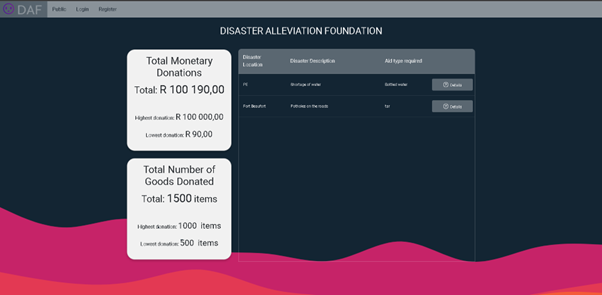 DAF Public Login Register
DISASTER ALLEVIATION FOUNDATION
Total Monetary
Donations
Total: R 100 190,00
Highest donation: R 100 000,00
Lowest donation: R 90,00
Total Number of
Goods Donated
Total: 1500 items
Highest donation: 1000 items
Lowest donation: 500 items
Disaster Location Disaster Description Aid type required
PE Shortage of water Bottled water Details
Fort Beaufort Potholes on the roads tar Details